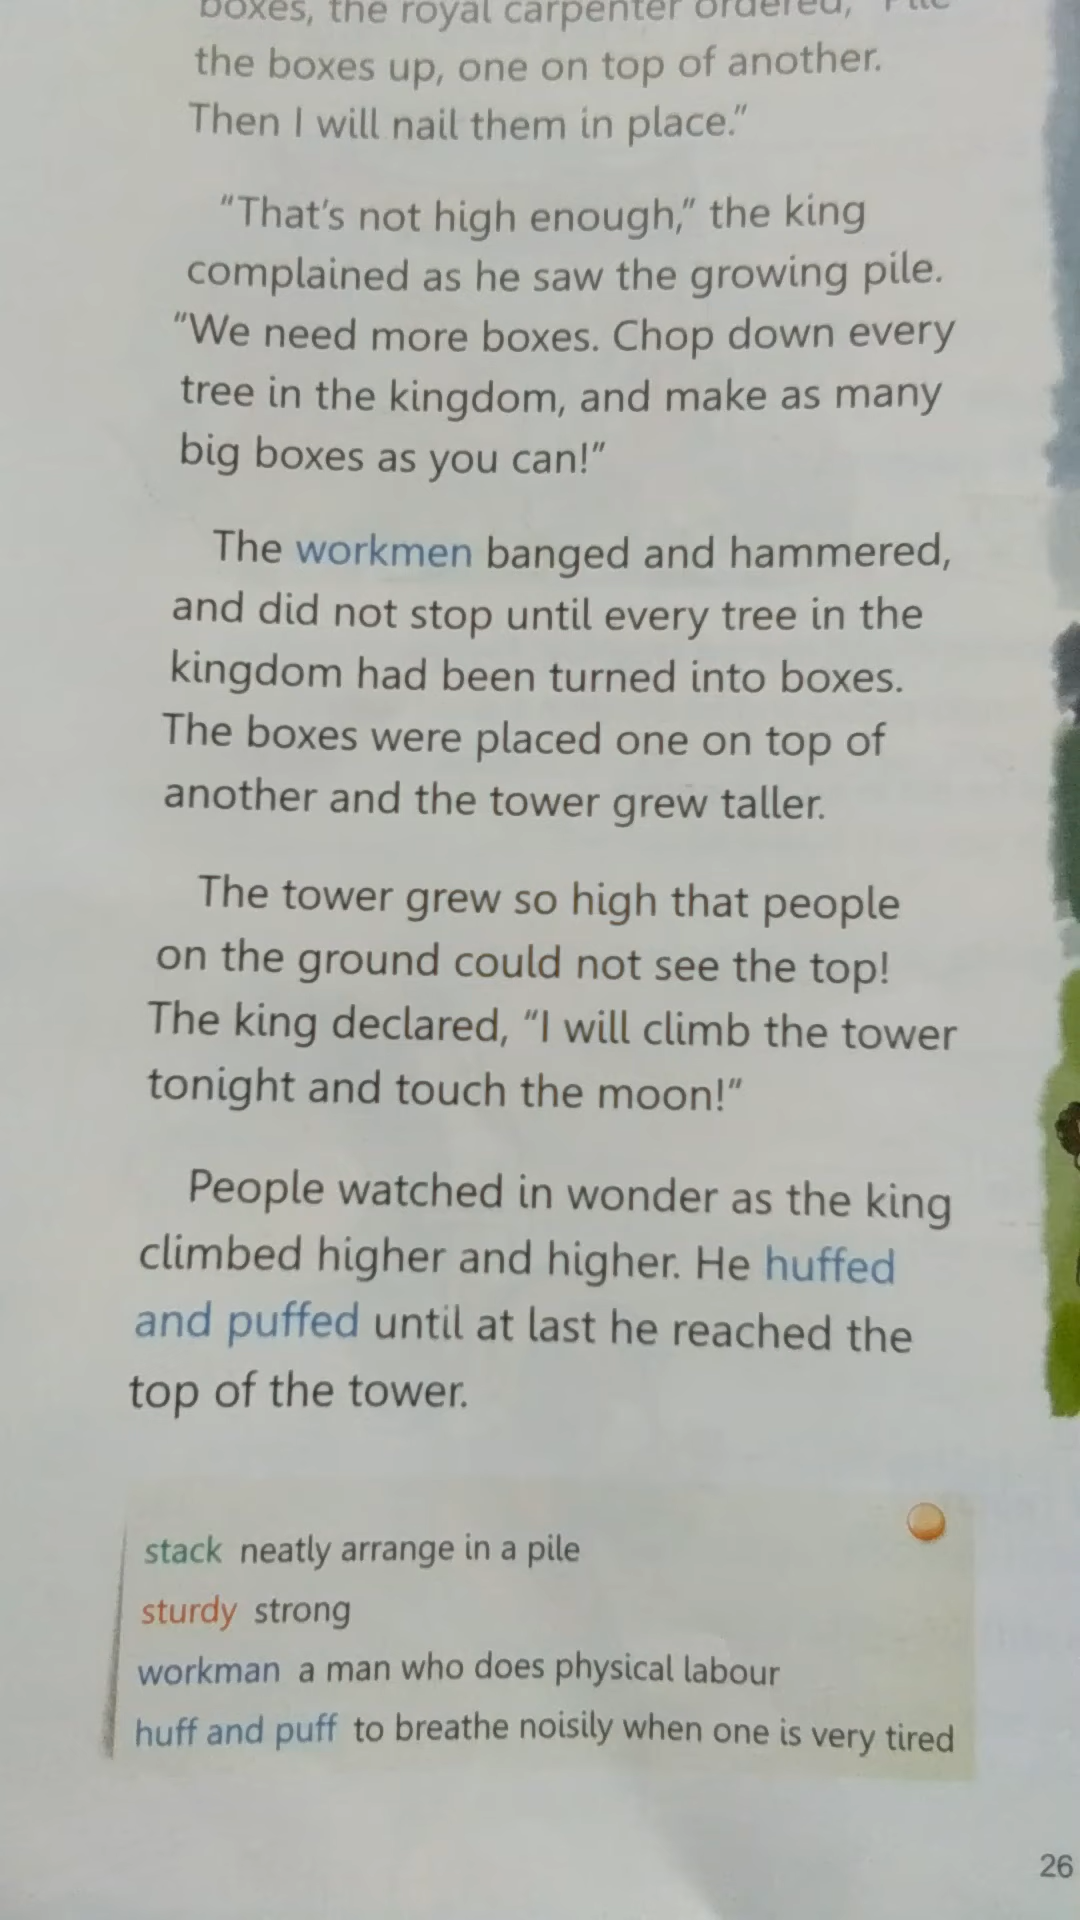 boxes, the royal carpenter ordered, "Pile
the boxes up, one on top of another.
Then I will nail them in place."
"That's not high enough," the king
complained as he saw the growing pile.
"We need more boxes. Chop down every
tree in the kingdom, and make as many
big boxes as you can!"
The workmen banged and hammered,
and did not stop until every tree in the
kingdom had been turned into boxes.
The boxes were placed one on top of
another and the tower grew taller.
The tower grew so high that people
on the ground could not see the top!
The king declared, "I will climb the tower
tonight and touch the moon!"
People watched in wonder as the king
climbed higher and higher. He huffed
and puffed until at last he reached the
top of the tower.
stack neatly arrange in a pile
sturdy strong
workman a man who does physical labour
huff and puff to breathe noisily when one is very tired
26